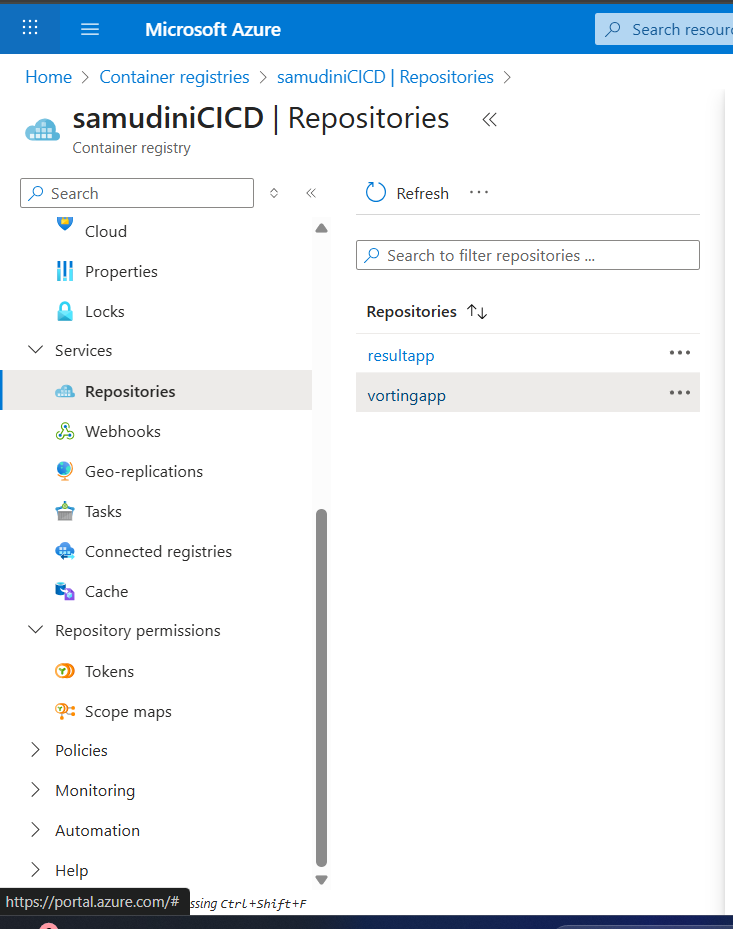 Microsoft Azure
Search resour
Home > Container registries > samudiniCICD | Repositories >
samudiniCICD | Repositories
Container registry
Search
Cloud
Properties
Locks
Services
Repositories
Webhooks
Geo-replications
Tasks
Connected registries
Cache
Repository permissions
Tokens
Scope maps
Policies
Monitoring
Automation
Help
Refresh
Search to filter repositories ...
Repositories
resultapp
vortingapp
https://portal.azure.com/#
ssing Ctrl+Shift+F